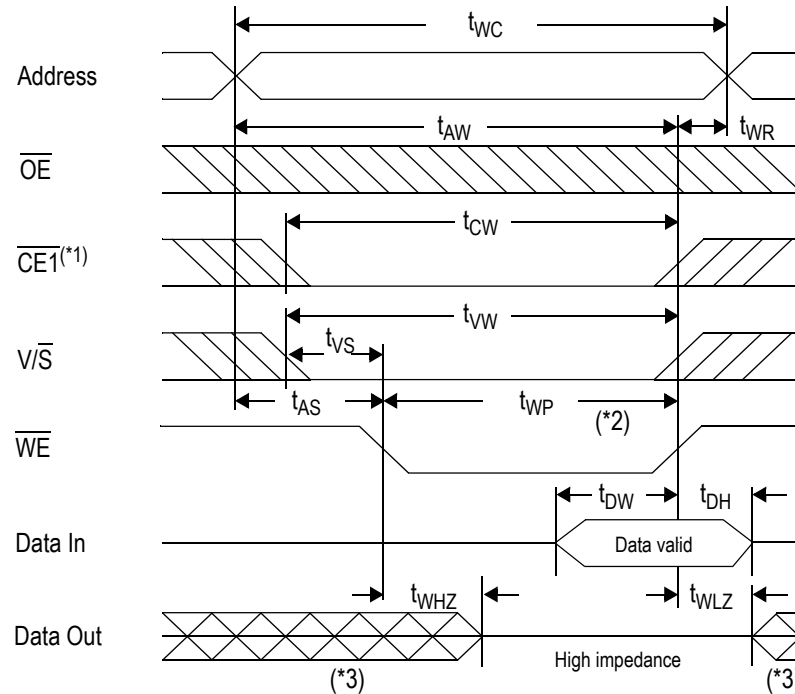 tWC
Address
tAW tWR
OE
tCW
CE1(*1)
tVW
tVS
V/S
tAS tWP (*2)
WE
tDW tDH
Data In Data valid
tWHZ tWLZ
Data Out High impedance
(*3) (*3